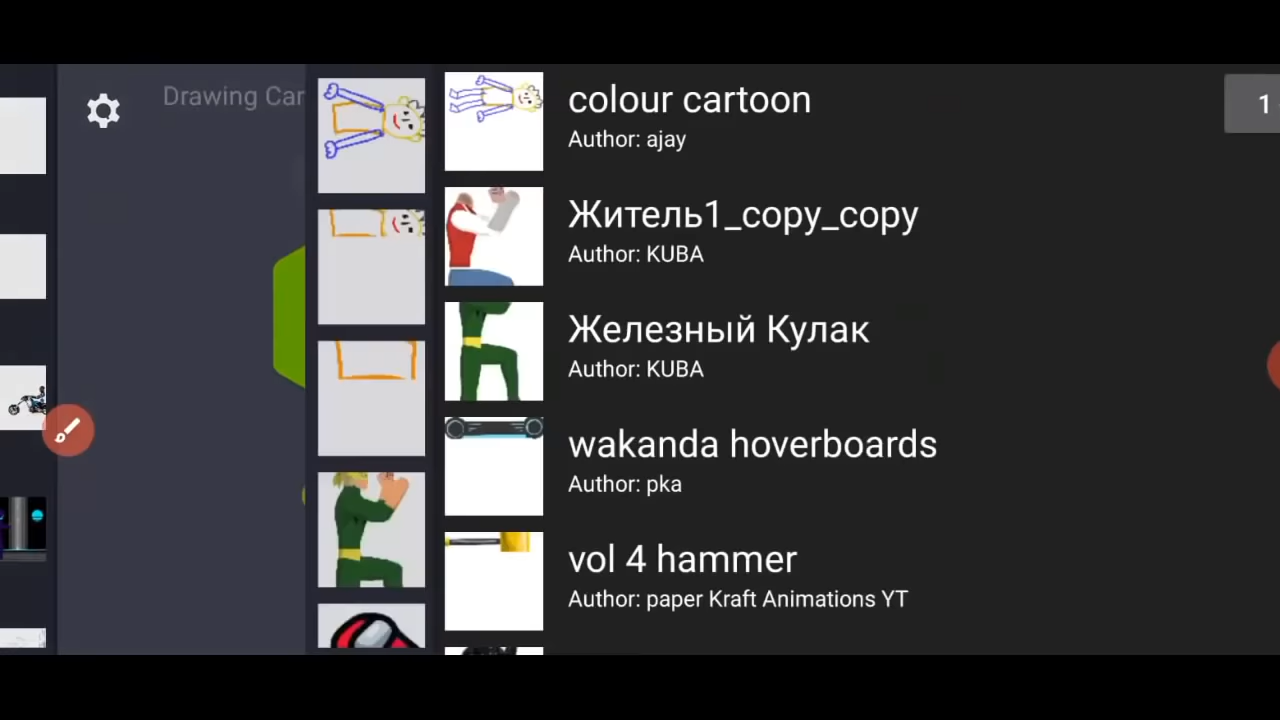 Drawing Car
colour cartoon
Author: ajay
1
Житель1_copy_copy
Author: KUBA
Железный Кулак
Author: KUBA
wakanda hoverboards
Author: pka
vol 4 hammer
Author: paper Kraft Animations YT